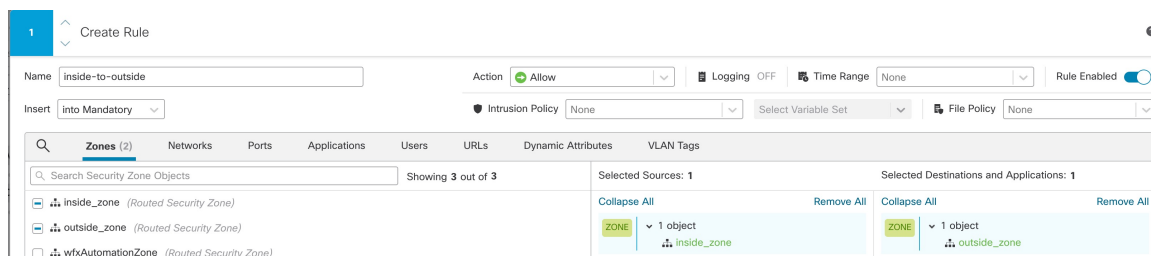 1 Create Rule
Name inside-to-outside Action Allow Logging OFF Time Range None Rule Enabled
Insert into Mandatory Intrusion Policy None Select Variable Set File Policy None
Zones (2) Networks Ports Applications Users URLs Dynamic Attributes VLAN Tags
Search Security Zone Objects Showing 3 out of 3 Selected Sources: 1 Selected Destinations and Applications: 1
inside_zone (Routed Security Zone) Collapse All Remove All Collapse All Remove All
ZONE 1 object ZONE 1 object
outside_zone (Routed Security Zone) inside_zone outside_zone
wfxAutomationZone (Routed Security Zone)